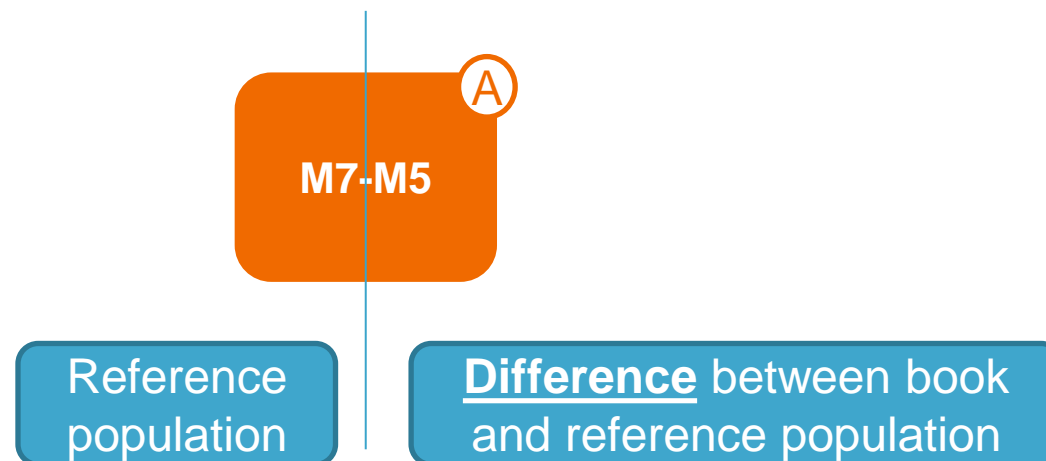 A
M7-M5
Reference
population
Difference between book
and reference population